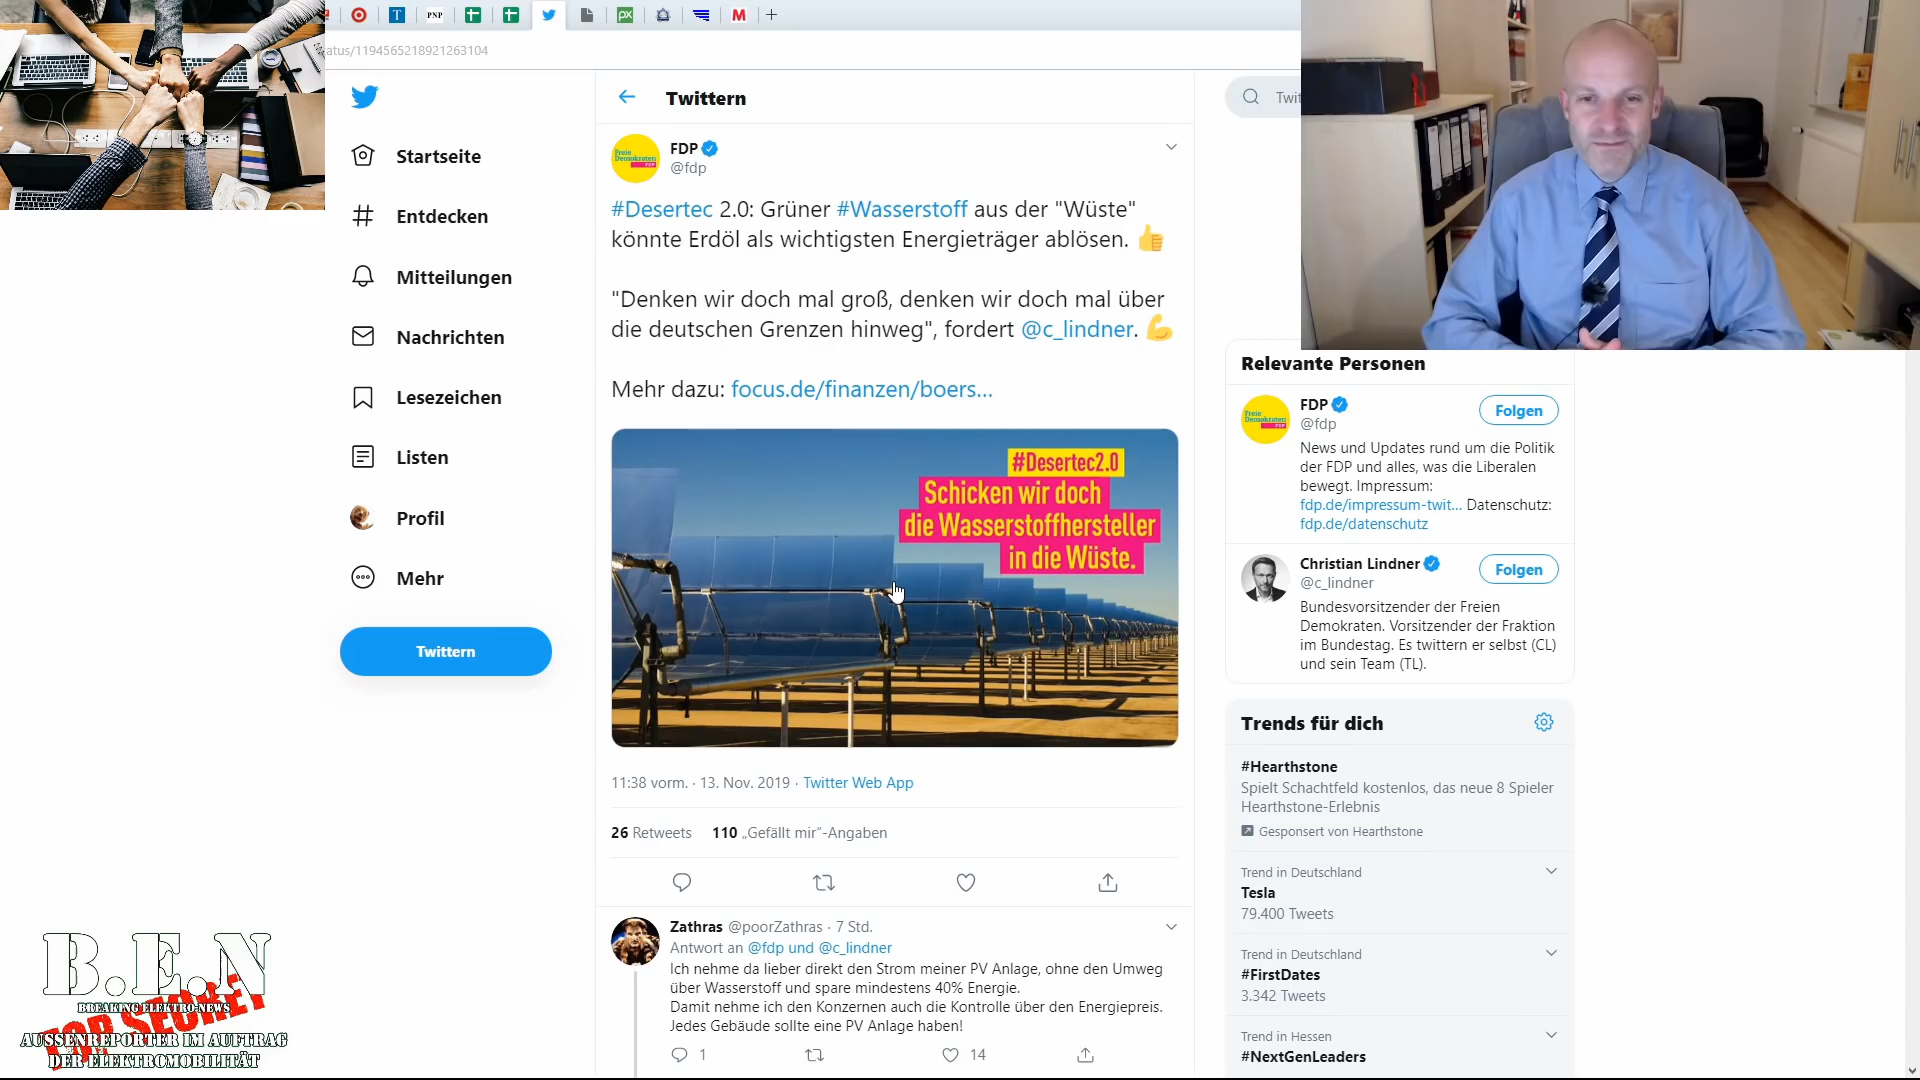 T
PNP
px
M
+
atus/1194565218921263104
Twittern
Startseite
Entdecken
Mitteilungen
Nachrichten
Lesezeichen
Listen
Profil
Mehr
Twittern
Freie
Demokraten
FDP
FDP
@fdp
#Desertec 2.0: Grüner #Wasserstoff aus der "Wüste"
könnte Erdöl als wichtigsten Energieträger ablösen. 👍
"Denken wir doch mal groß, denken wir doch mal über
die deutschen Grenzen hinweg", fordert @c_lindner. 💪
Mehr dazu: focus.de/finanzen/boers...
#Desertec2.0
Schicken wir doch
die Wasserstoffhersteller
in die Wüste.
11:38 vorm. · 13. Nov. 2019 · Twitter Web App
26 Retweets 110 „Gefällt mir“-Angaben
Zathras @poorZathras · 7 Std.
Antwort an @fdp und @c_lindner
Ich nehme da lieber direkt den Strom meiner PV Anlage, ohne den Umweg
über Wasserstoff und spare mindestens 40% Energie.
Damit nehme ich den Konzernen auch die Kontrolle über den Energiepreis.
Jedes Gebäude sollte eine PV Anlage haben!
1
14
Twit
Relevante Personen
Freie
Demokraten
FDP
FDP
@fdp
Folgen
News und Updates rund um die Politik
der FDP und alles, was die Liberalen
bewegt. Impressum:
fdp.de/impressum-twit... Datenschutz:
fdp.de/datenschutz
Christian Lindner
@c_lindner
Folgen
Bundesvorsitzender der Freien
Demokraten. Vorsitzender der Fraktion
im Bundestag. Es twittern er selbst (CL)
und sein Team (TL).
Trends für dich
#Hearthstone
Spielt Schachtfeld kostenlos, das neue 8 Spieler
Hearthstone-Erlebnis
Gesponsert von Hearthstone
Trend in Deutschland
Tesla
79.400 Tweets
Trend in Deutschland
#FirstDates
3.342 Tweets
Trend in Hessen
#NextGenLeaders
B.E.N
BREAKING ELEKTRO-NEWS
TOP SECRET
AUSSENREPORTER IM AUFTRAG
DER ELEKTROMOBILITÄT